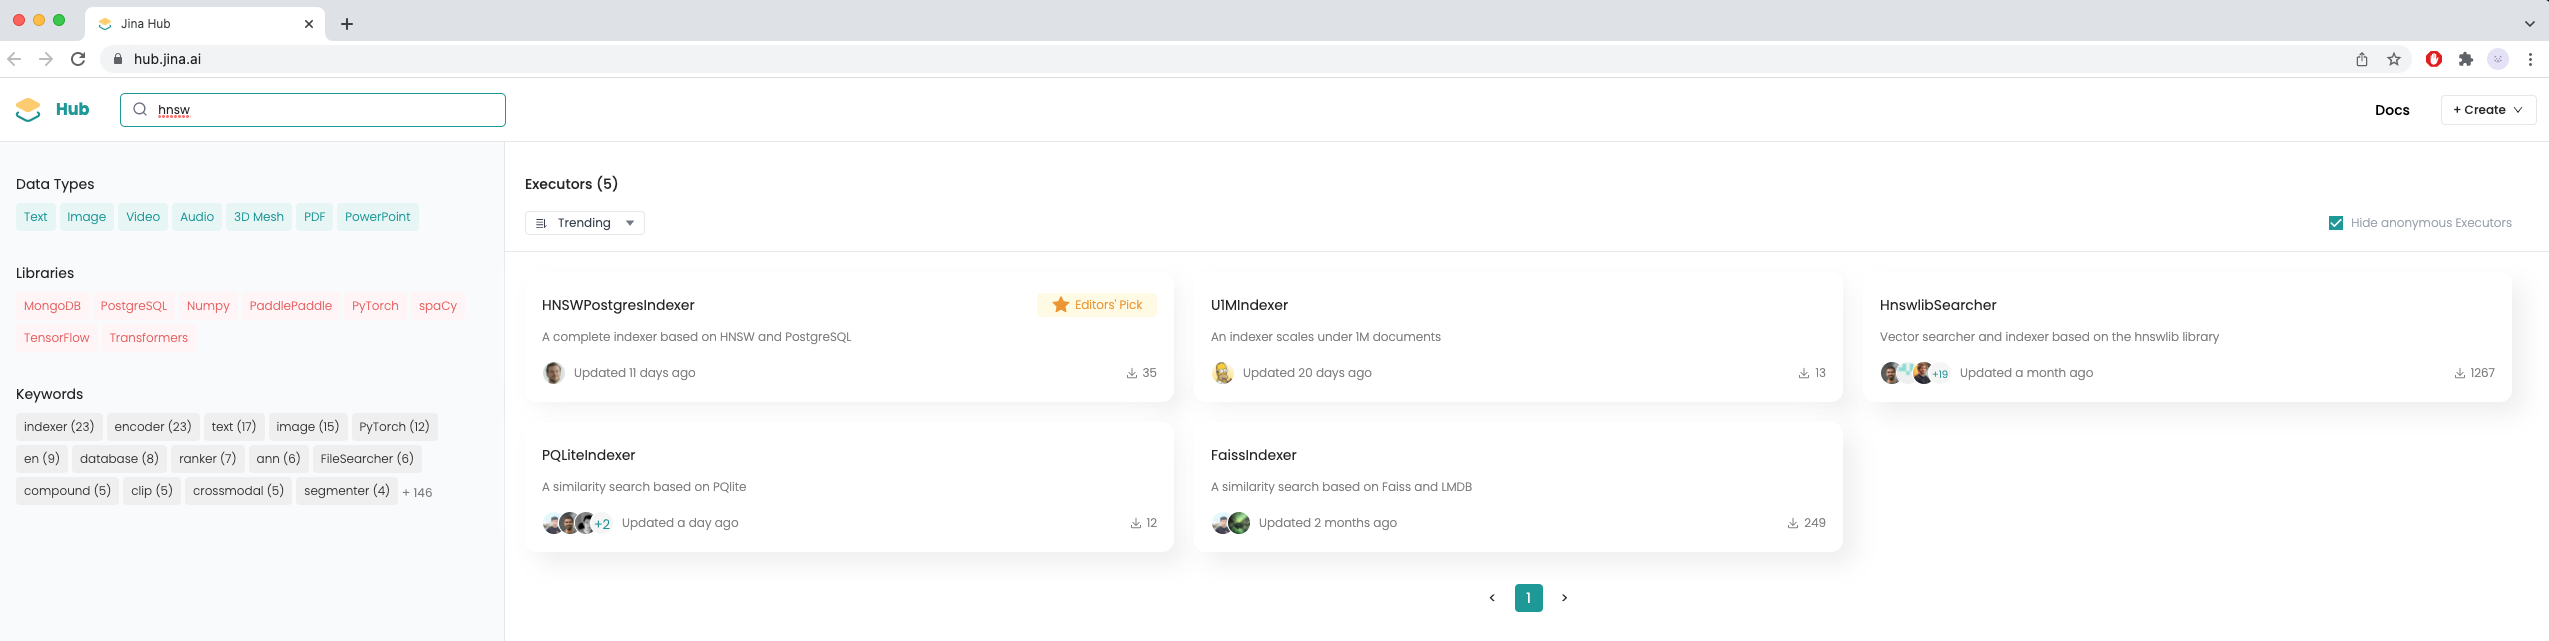 Jina Hub
hub.jina.ai
Hub
hnsw
Docs
+ Create
Data Types
Text Image Video Audio 3D Mesh PDF PowerPoint
Libraries
MongoDB PostgreSQL Numpy PaddlePaddle PyTorch spaCy
TensorFlow Transformers
Keywords
indexer (23) encoder (23) text (17) image (15) PyTorch (12)
en (9) database (8) ranker (7) ann (6) FileSearcher (6)
compound (5) clip (5) crossmodal (5) segmenter (4) + 146
Executors (5)
Trending
Hide anonymous Executors
HNSWPostgresIndexer
Editors' Pick
A complete indexer based on HNSW and PostgreSQL
Updated 11 days ago
35
U1MIndexer
An indexer scales under 1M documents
Updated 20 days ago
13
HnswlibSearcher
Vector searcher and indexer based on the hnswlib library
+19 Updated a month ago
1267
PQLiteIndexer
A similarity search based on PQlite
+2 Updated a day ago
12
FaissIndexer
A similarity search based on Faiss and LMDB
Updated 2 months ago
249
< 1 >